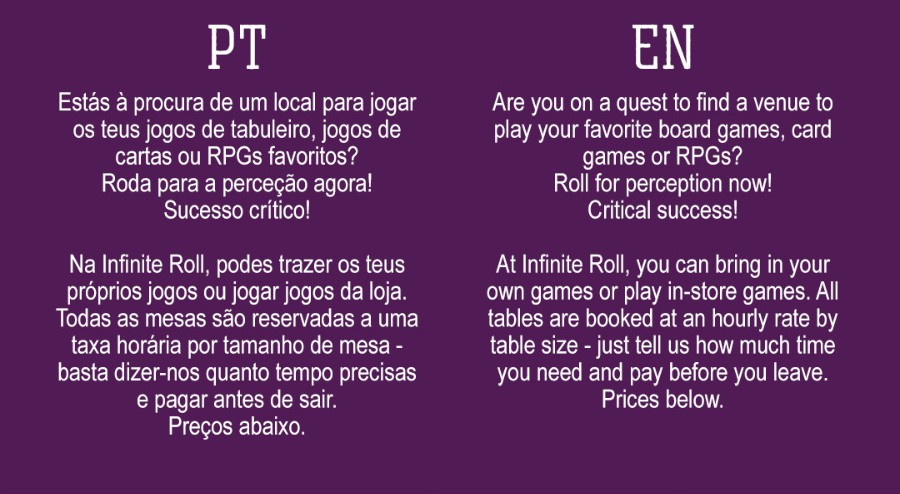 PT
Estás à procura de um local para jogar
os teus jogos de tabuleiro, jogos de
cartas ou RPGs favoritos?
Roda para a perceção agora!
Sucesso crítico!
Na Infinite Roll, podes trazer os teus
próprios jogos ou jogar jogos da loja.
Todas as mesas são reservadas a uma
taxa horária por tamanho de mesa -
basta dizer-nos quanto tempo precisas
e pagar antes de sair.
Preços abaixo.
EN
Are you on a quest to find a venue to
play your favorite board games, card
games or RPGs?
Roll for perception now!
Critical success!
At Infinite Roll, you can bring in your
own games or play in-store games. All
tables are booked at an hourly rate by
table size - just tell us how much time
you need and pay before you leave.
Prices below.